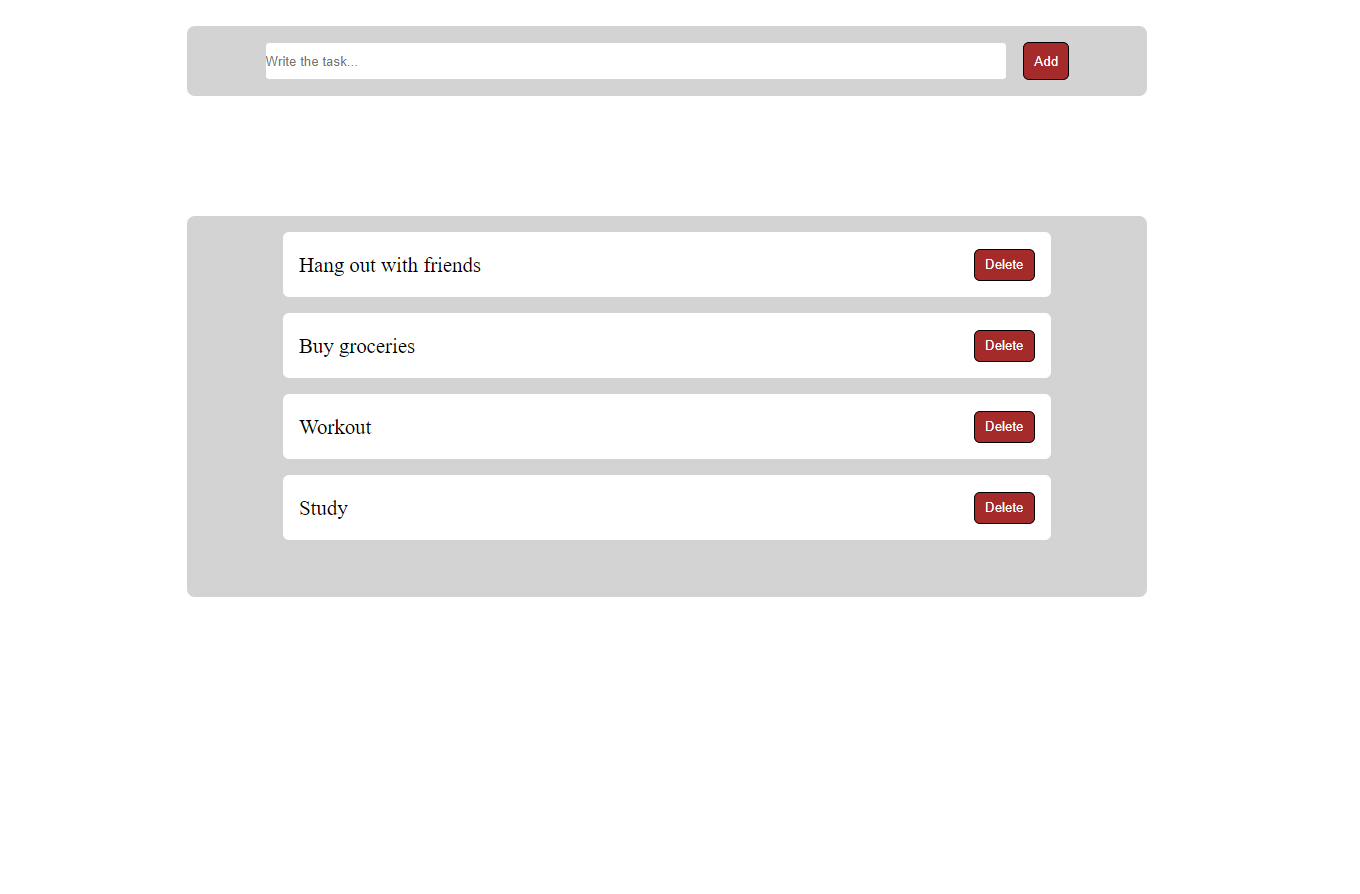 Write the task... Add
Hang out with friends Delete
Buy groceries Delete
Workout Delete
Study Delete